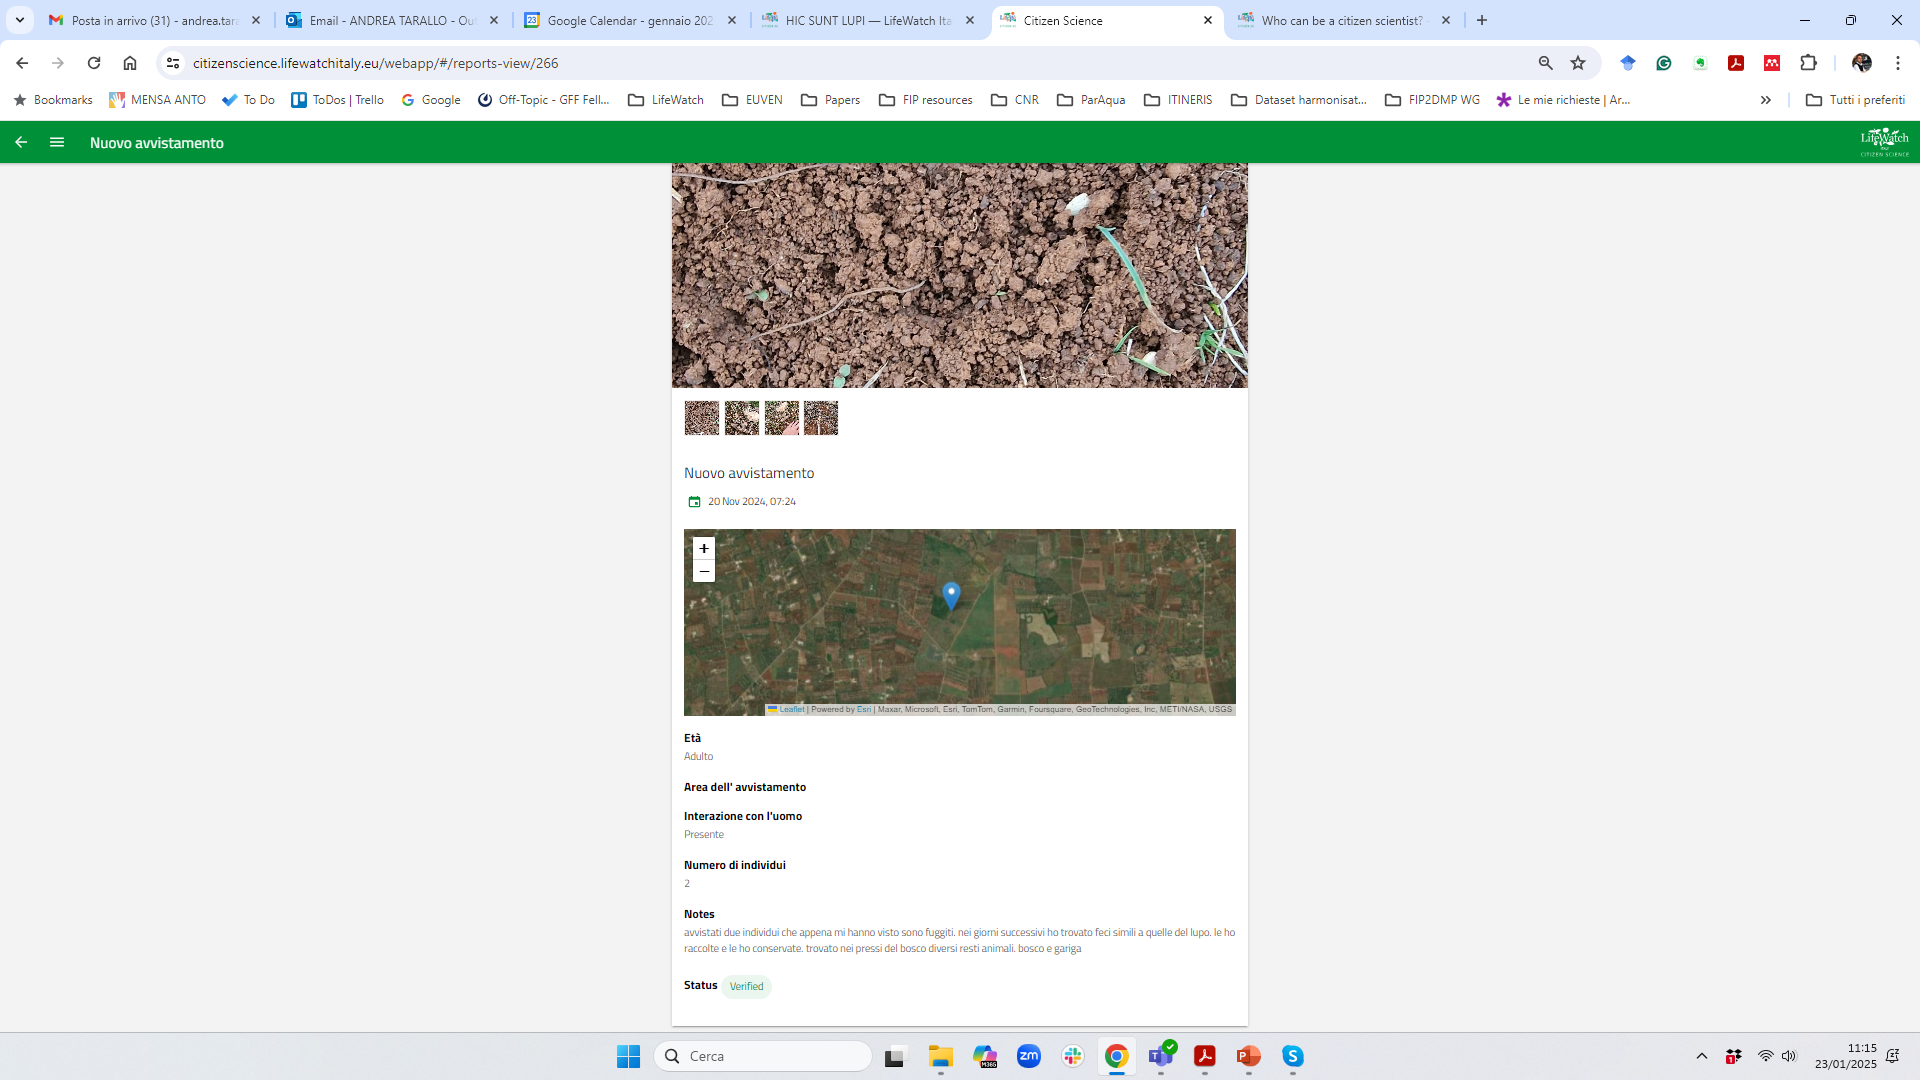 Posta in arrivo (31) - andrea.tara
Email - ANDREA TARALLO - Out
Google Calendar - gennaio 202
HIC SUNT LUPI — LifeWatch Ita
Citizen Science
Who can be a citizen scientist?
citizenscience.lifewatchitaly.eu/webapp/#/reports-view/266
Bookmarks
MENSA ANTO
To Do
ToDos | Trello
Google
Off-Topic - GFF Fell...
LifeWatch
EUVEN
Papers
FIP resources
CNR
ParAqua
ITINERIS
Dataset harmonisat...
FIP2DMP WG
Le mie richieste | Ar...
Tutti i preferiti
Nuovo avvistamento
LifeWatch
CITIZEN SCIENCE
Nuovo avvistamento
20 Nov 2024, 07:24
+
−
Leaflet | Powered by Esri | Maxar, Microsoft, Esri, TomTom, Garmin, Foursquare, GeoTechnologies, Inc, METI/NASA, USGS
Età
Adulto
Area dell' avvistamento
Interazione con l'uomo
Presente
Numero di individui
2
Notes
avvistati due individui che appena mi hanno visto sono fuggiti. nei giorni successivi ho trovato feci simili a quelle del lupo. le ho
raccolte e le ho conservate. trovato nei pressi del bosco diversi resti animali. bosco e gariga
Status Verified
Cerca
11:15
23/01/2025